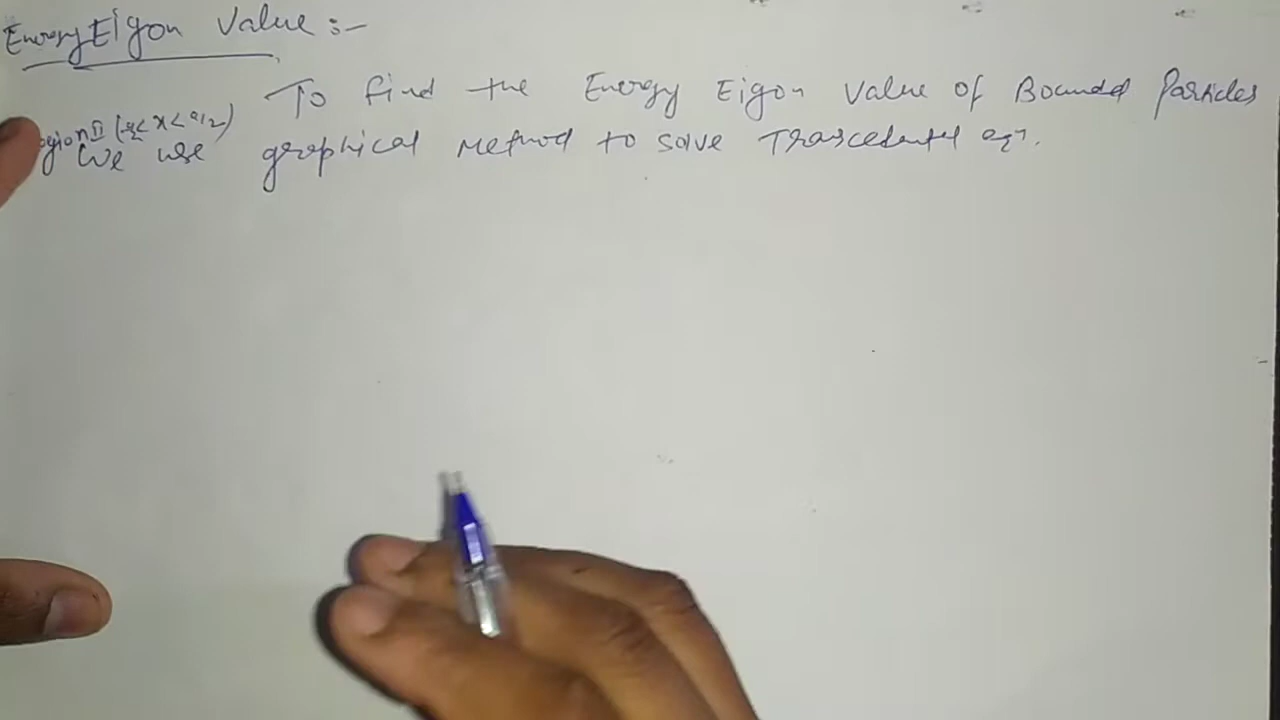 Energy Eigon Value :-
To find the Energy Eigon Value of Bounded Particles
region II (-a/2 < x < a/2)
We use graphical Method to solve Trascedental eqn.